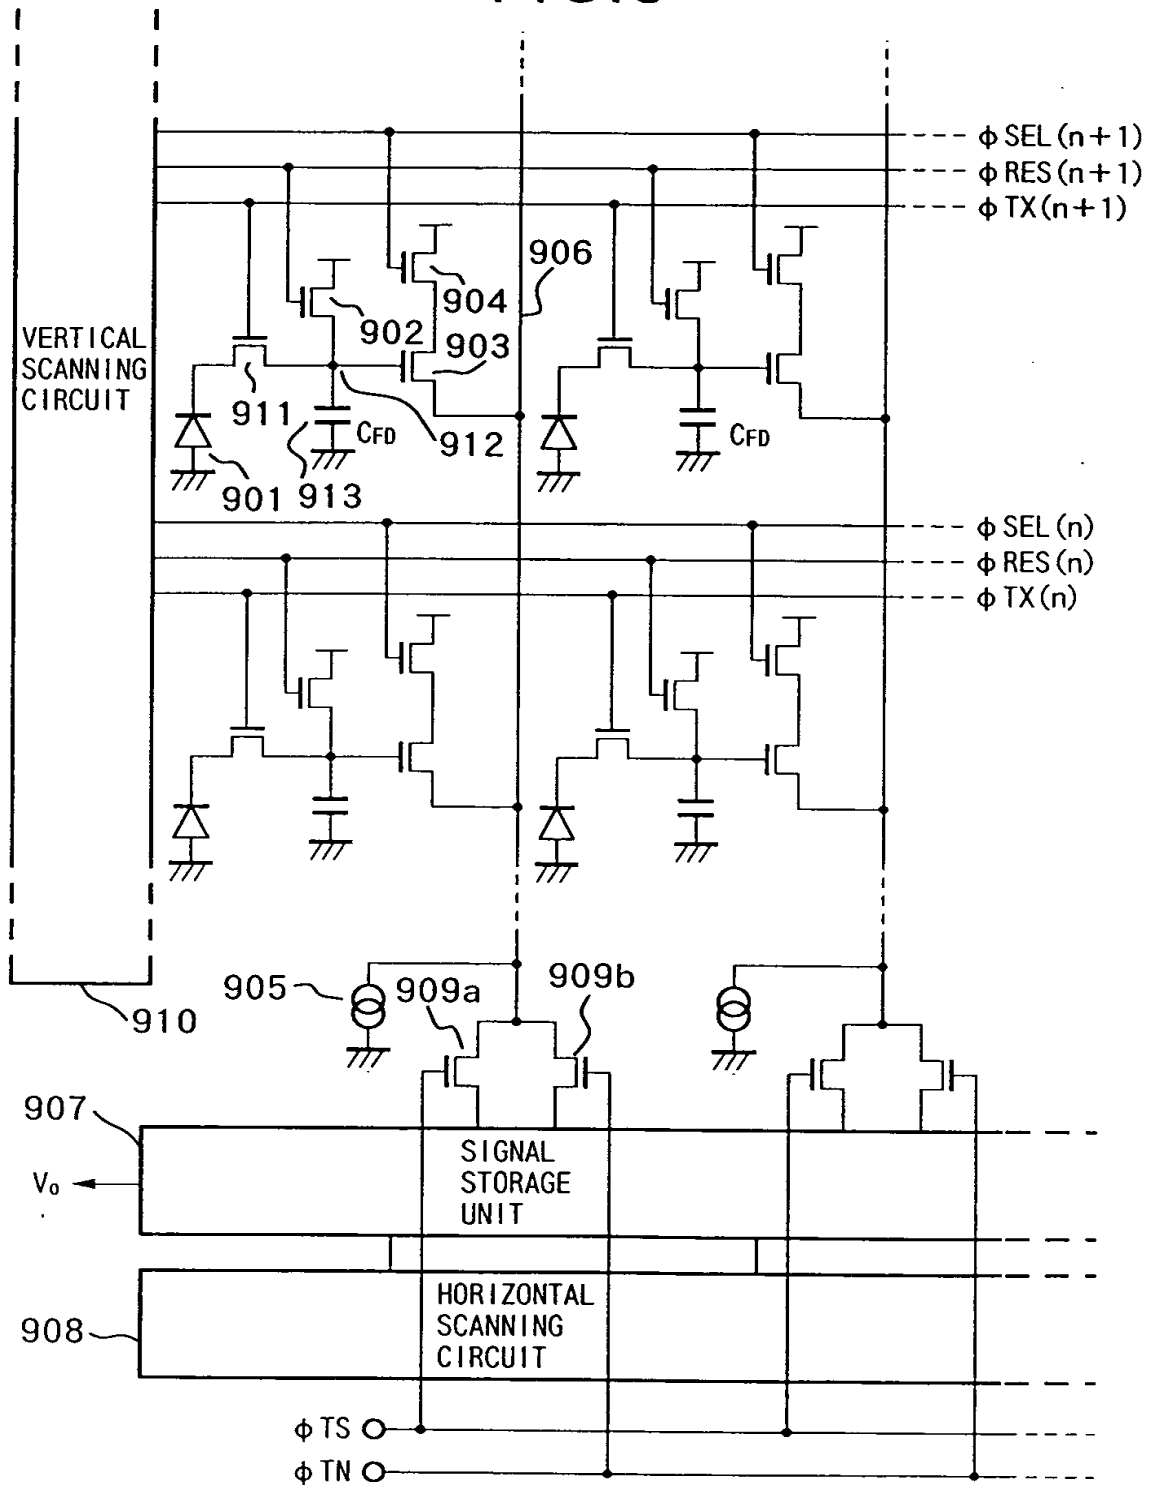 φSEL(n+1)
φRES(n+1)
φTX(n+1)
906
904
902
903
VERTICAL
SCANNING
CIRCUIT
911
CFD
912
CFD
901
913
φSEL(n)
φRES(n)
φTX(n)
905
909a
909b
910
907
SIGNAL
STORAGE
UNIT
Vo
HORIZONTAL
SCANNING
CIRCUIT
908
φTS
φTN